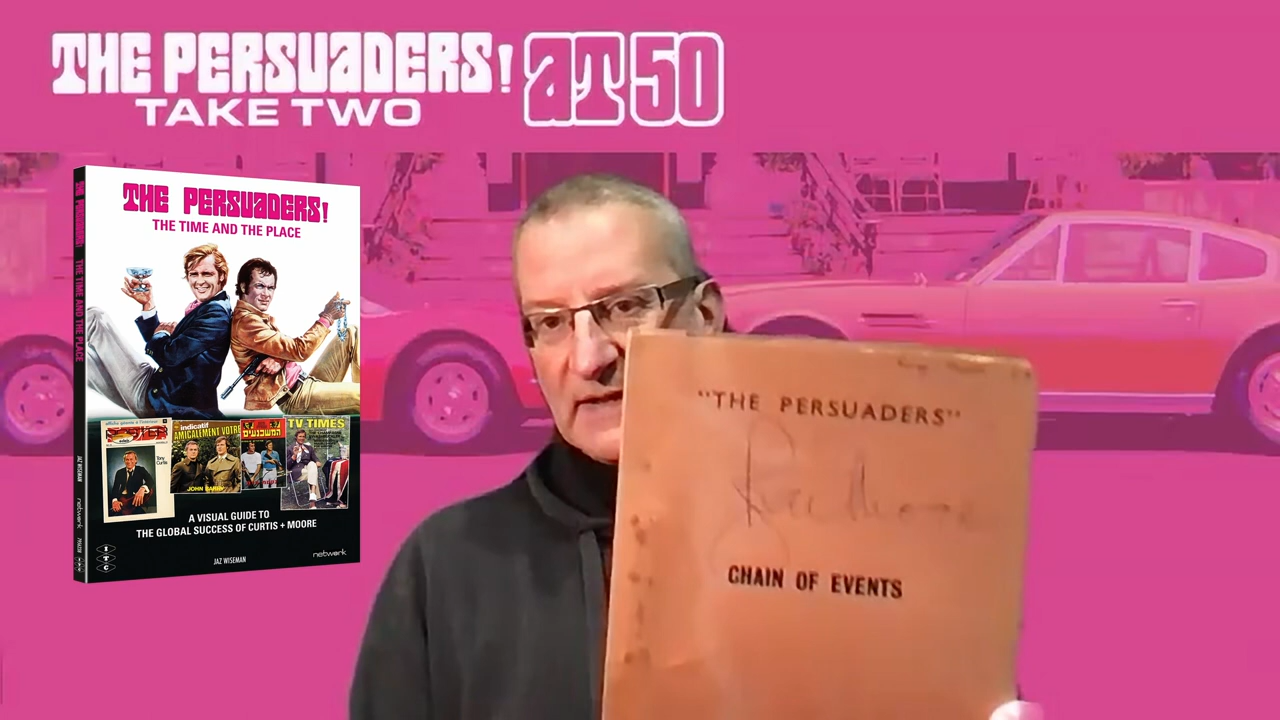 THE PERSUADERS! AT 50
TAKE TWO
THE PERSUADERS!
THE TIME AND THE PLACE
THE PERSUADERS! THE TIME AND THE PLACE
JAZ WISEMAN
network
indicatif
AMICALEMENT VOTRE
המשכנעים
TV TIMES
Tony
Curtis
JOHN BARRY
A VISUAL GUIDE TO
THE GLOBAL SUCCESS OF CURTIS + MOORE
ITC
JAZ WISEMAN
network
"THE PERSUADERS"
CHAIN OF EVENTS